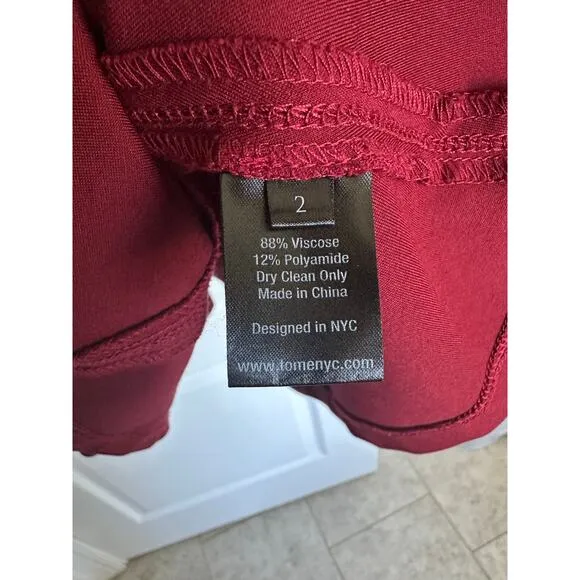 2
88% Viscose
12% Polyamide
Dry Clean Only
Made in China
Designed in NYC
www.tomenyc.com